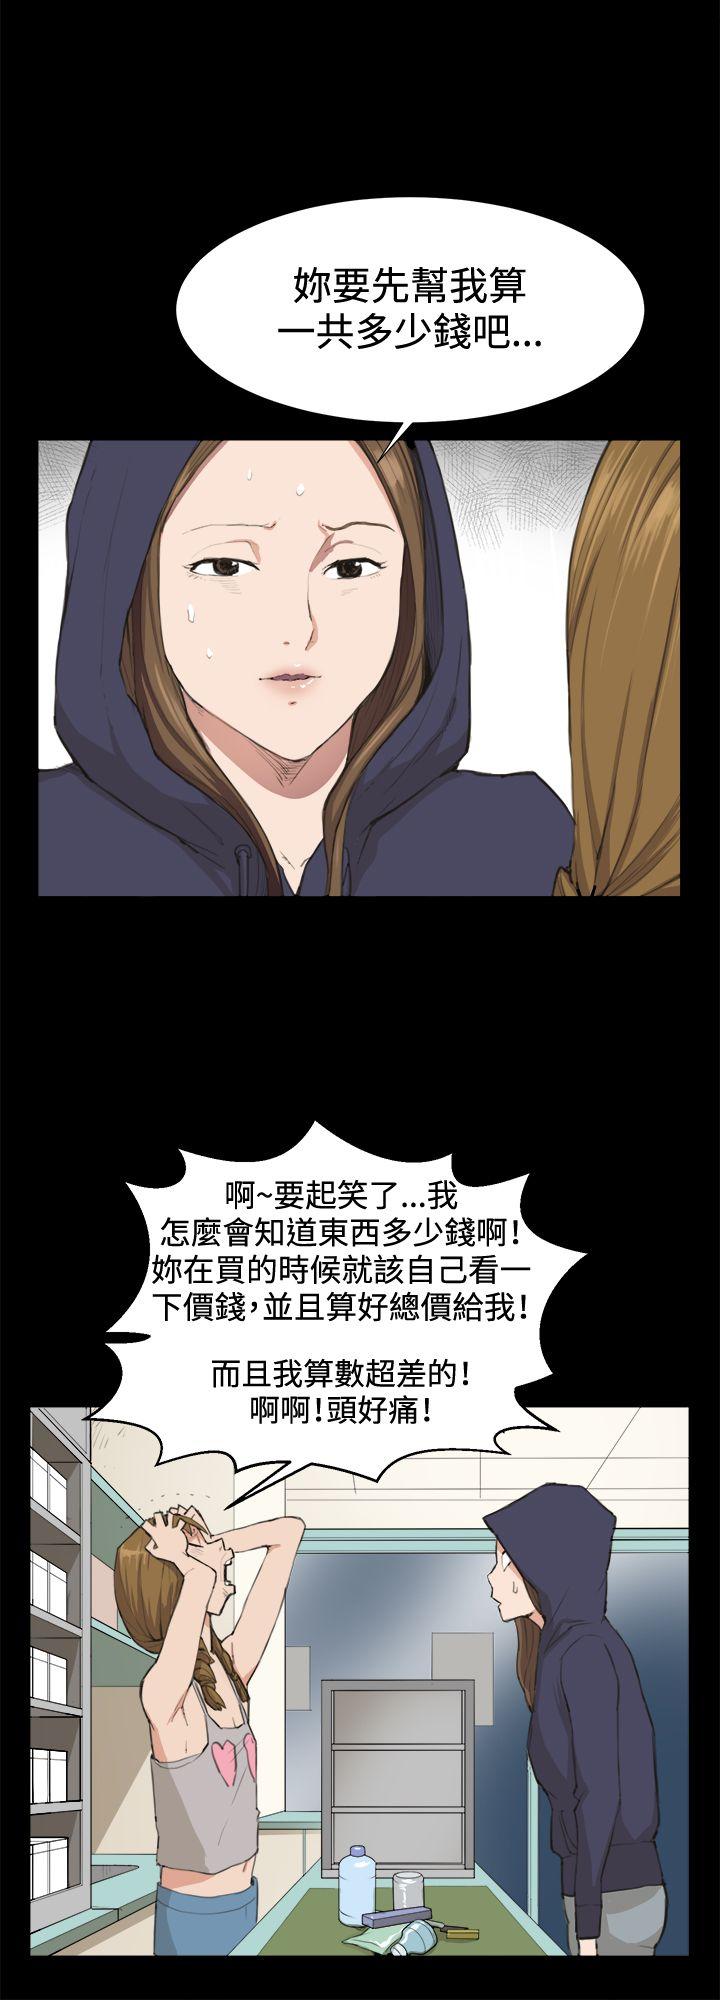 妳要先幫我算
一共多少錢吧...
啊~要起笑了...我
怎麼會知道東西多少錢啊!
妳在買的時候就該自己看一
下價錢,並且算好總價給我!
而且我算數超差的!
啊啊!頭好痛!